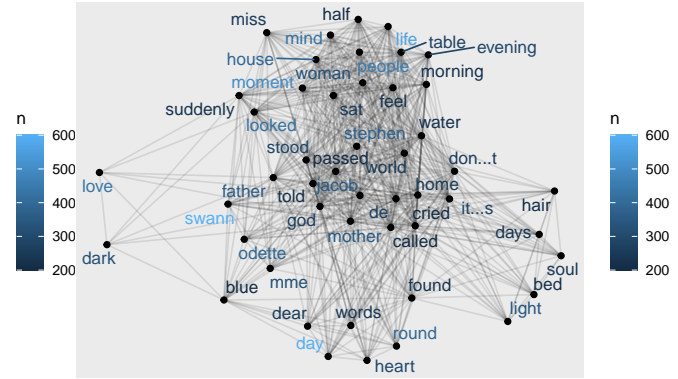 half
miss
mind
life
table
evening
house
woman
people
morning
moment
feel
suddenly
sat
looked
water
stephen
stood
passed
world
don...t
love
father
told
jacob
home
hair
swann
god
de
cried
it...s
mother
called
days
dark
odette
soul
mme
blue
found
bed
dear
words
light
day
round
heart
n
600
500
400
300
200
n
600
500
400
300
200